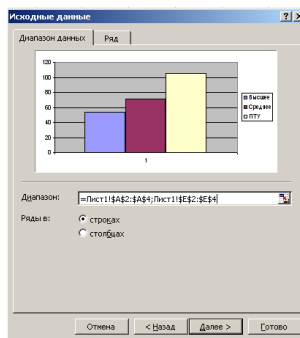 Исходные данные
Диапазон данных Ряд
120
100
80
60
40
20
0
1
Высшее
Среднее
ПТУ
Диапазон: =Лист1!$A$2:$A$4;Лист1!$E$2:$E$4
Ряды в: строках
столбцах
Отмена < Назад Далее > Готово